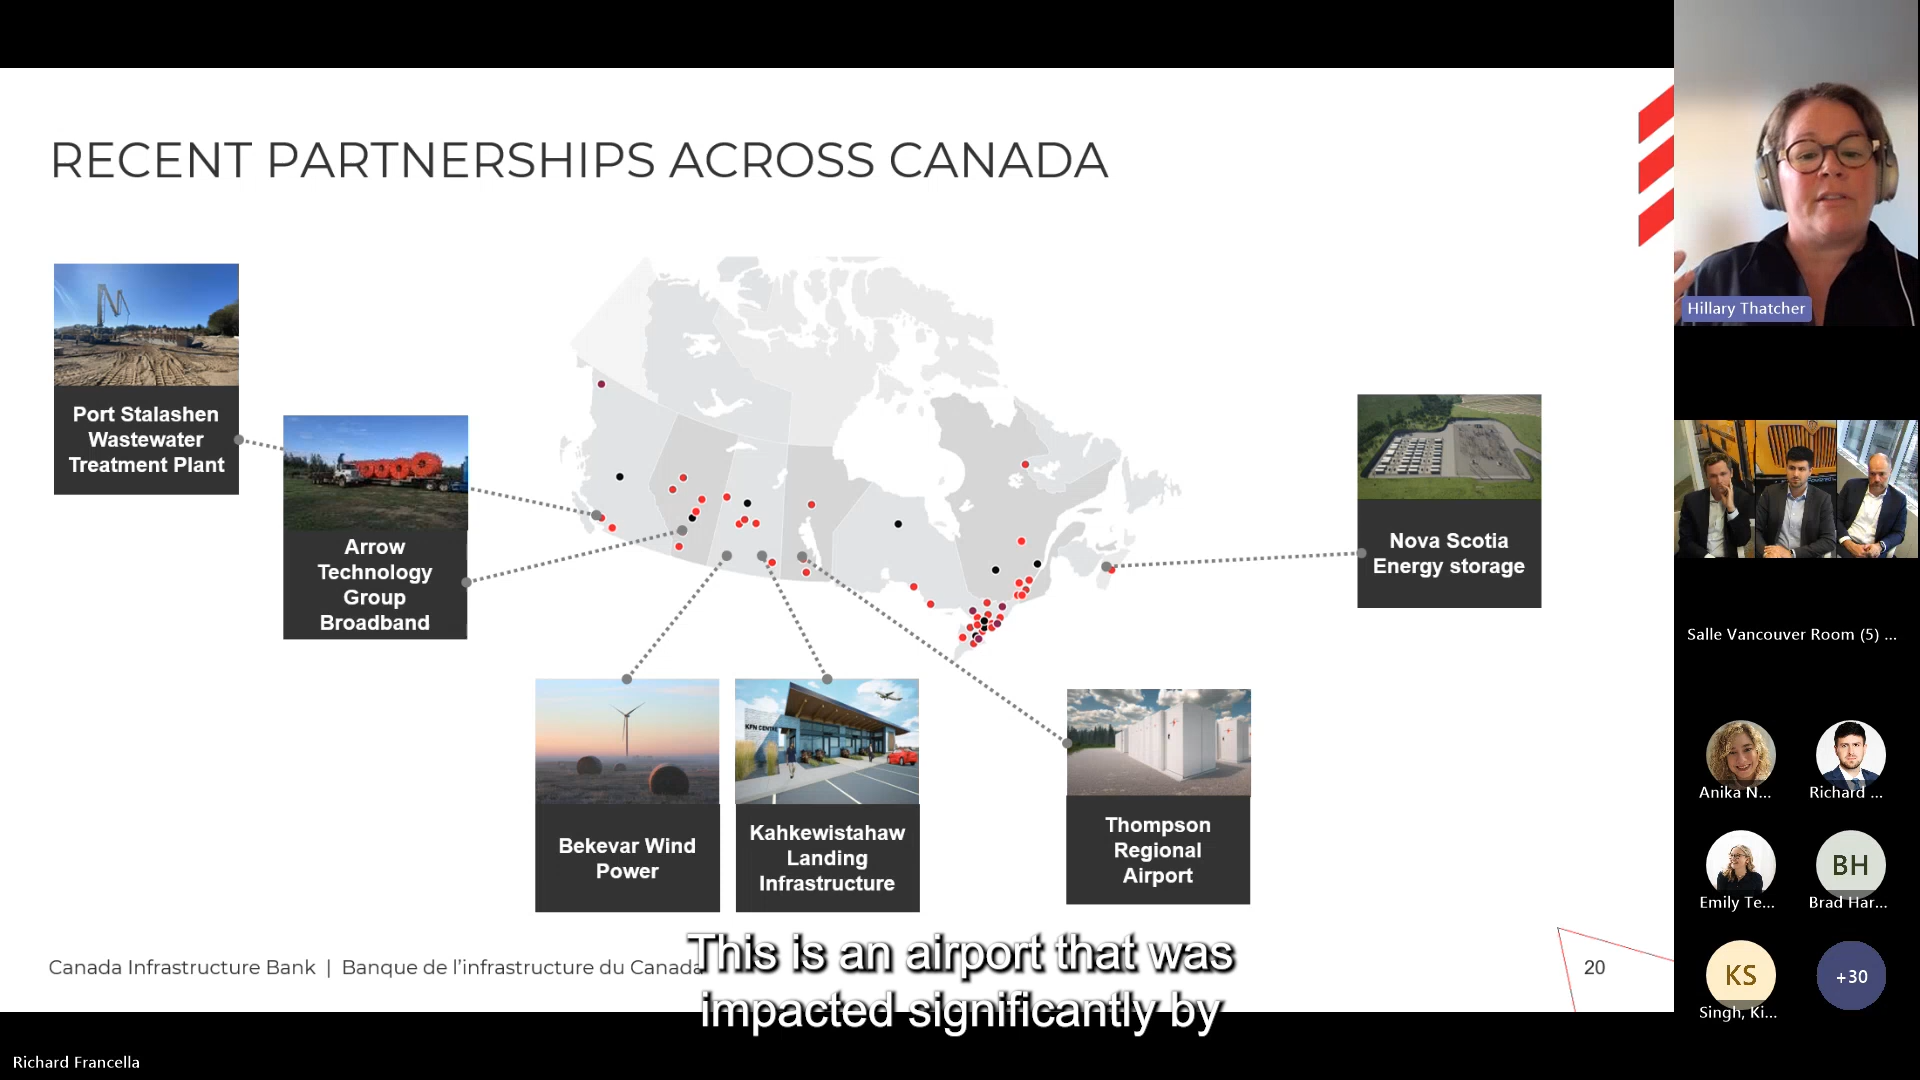 RECENT PARTNERSHIPS ACROSS CANADA
Port Stalashen
Wastewater
Treatment Plant
Arrow
Technology
Group
Broadband
Bekevar Wind
Power
KFN CENTRE
Kahkewistahaw
Landing
Infrastructure
Thompson
Regional
Airport
Nova Scotia
Energy storage
Canada Infrastructure Bank | Banque de l'infrastructure du Canada
20
This is an airport that was
impacted significantly by
Richard Francella
Hillary Thatcher
Salle Vancouver Room (5) ...
Anika N...
Richard ...
Emily Te...
BH
Brad Har...
KS
Singh, Ki...
+30